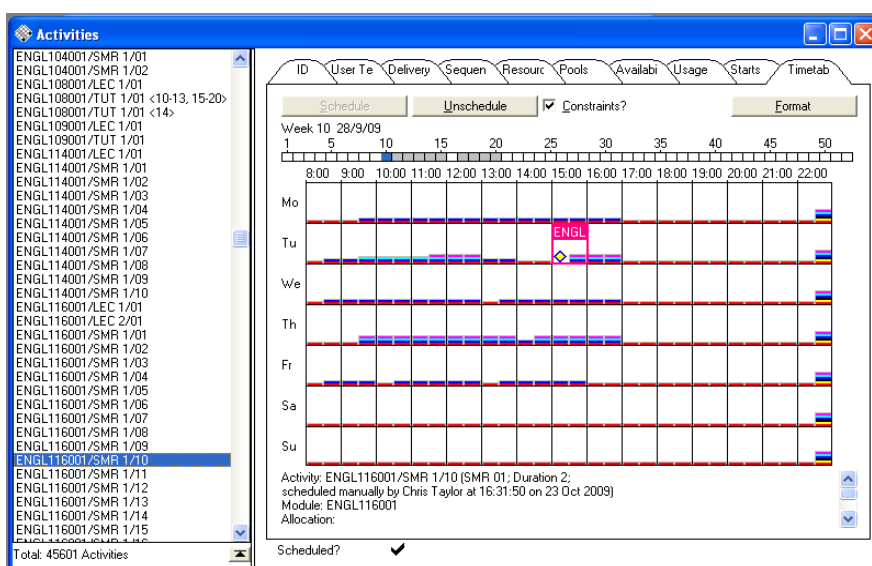 Activities
ENGL104001/SMR 1/01
ENGL104001/SMR 1/02
ENGL108001/LEC 1/01
ENGL108001/TUT 1/01 <10-13, 15-20>
ENGL108001/TUT 1/01 <14>
ENGL109001/LEC 1/01
ENGL109001/TUT 1/01
ENGL114001/LEC 1/01
ENGL114001/SMR 1/01
ENGL114001/SMR 1/02
ENGL114001/SMR 1/03
ENGL114001/SMR 1/04
ENGL114001/SMR 1/05
ENGL114001/SMR 1/06
ENGL114001/SMR 1/07
ENGL114001/SMR 1/08
ENGL114001/SMR 1/09
ENGL114001/SMR 1/10
ENGL116001/LEC 1/01
ENGL116001/LEC 2/01
ENGL116001/SMR 1/01
ENGL116001/SMR 1/02
ENGL116001/SMR 1/03
ENGL116001/SMR 1/04
ENGL116001/SMR 1/05
ENGL116001/SMR 1/06
ENGL116001/SMR 1/07
ENGL116001/SMR 1/08
ENGL116001/SMR 1/09
ENGL116001/SMR 1/10
ENGL116001/SMR 1/11
ENGL116001/SMR 1/12
ENGL116001/SMR 1/13
ENGL116001/SMR 1/14
ENGL116001/SMR 1/15
Total: 45601 Activities
ID User Te Delivery Sequen Resourc Pools Availabi Usage Starts Timetab
Schedule Unschedule Constraints? Format
Week 10 28/9/09
1 5 10 15 20 25 30 35 40 45 50
8:00 9:00 10:00 11:00 12:00 13:00 14:00 15:00 16:00 17:00 18:00 19:00 20:00 21:00 22:00
Mo
ENGL
Tu
We
Th
Fr
Sa
Su
Activity: ENGL116001/SMR 1/10 (SMR 01; Duration 2;
scheduled manually by Chris Taylor at 16:31:50 on 23 Oct 2009)
Module: ENGL116001
Allocation:
Scheduled?